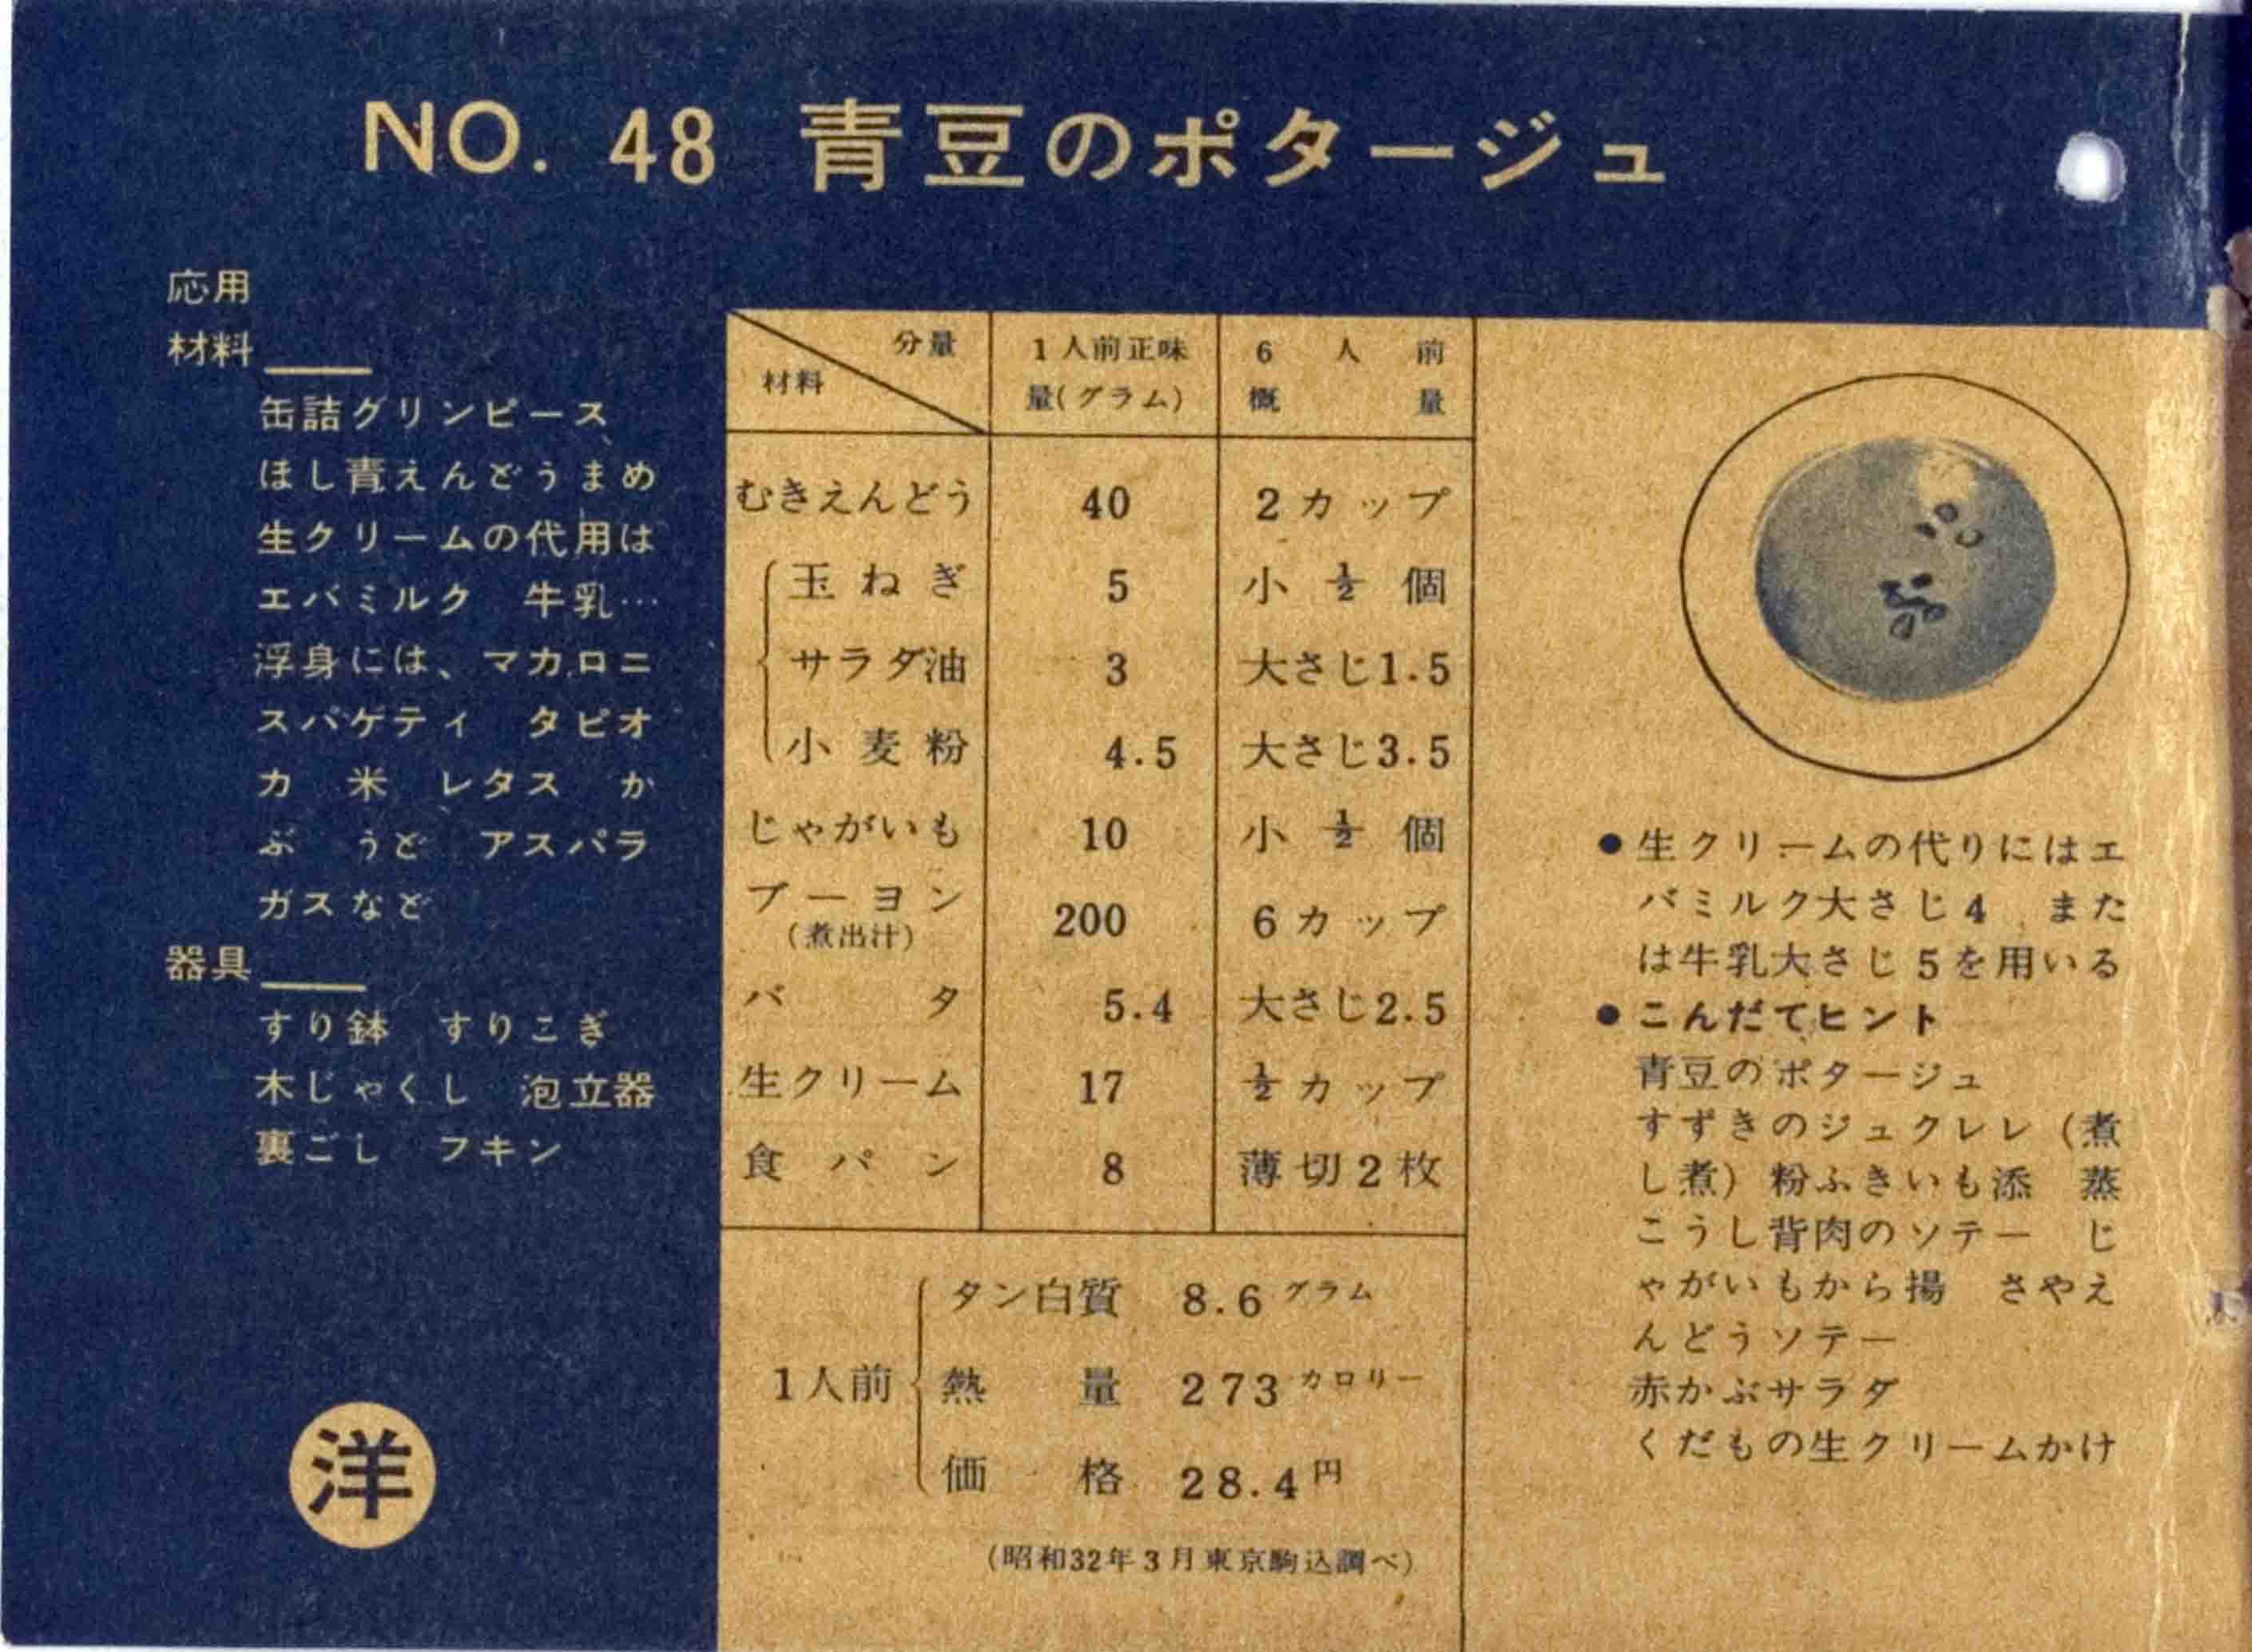 NO. 48 青豆のポタージュ
応用
材料
缶詰グリンピース
ほし青えんどうまめ
生クリームの代用は
エバミルク 牛乳…
浮身には、マカロニ
スパゲティ タピオ
カ 米 レタス か
ぶ うど アスパラ
ガスなど
器具
すり鉢 すりこぎ
木じゃくし 泡立器
裏ごし フキン
洋
分量 1人前正味 6人前
材料 量(グラム) 概量
むきえんどう 40 2カップ
玉ねぎ 5 小½個
サラダ油 3 大さじ1.5
小麦粉 4.5 大さじ3.5
じゃがいも 10 小½個
ブーヨン 200 6カップ
(煮出汁)
バタ 5.4 大さじ2.5
生クリーム 17 ½カップ
食パン 8 薄切2枚
タン白質 8.6グラム
1人前 熱量 273カロリー
価格 28.4円
(昭和32年3月東京駒込調べ)
●生クリームの代りにはエ
バミルク大さじ4 また
は牛乳大さじ5を用いる
●こんだてヒント
青豆のポタージュ
すずきのジュクレレ(煮
し煮)粉ふきいも添 蒸
こうし背肉のソテー じ
ゃがいもから揚 さやえ
んどうソテー
赤かぶサラダ
くだもの生クリームかけ